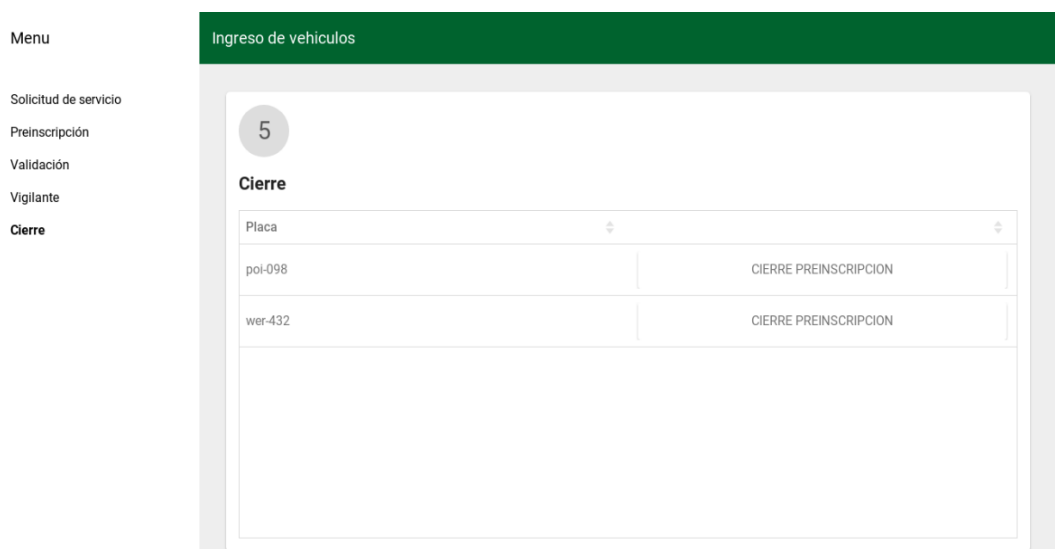 Menu
Solicitud de servicio
Preinscripción
Validación
Vigilante
Cierre
Ingreso de vehiculos
5
Cierre
Placa
poi-098 CIERRE PREINSCRIPCION
wer-432 CIERRE PREINSCRIPCION